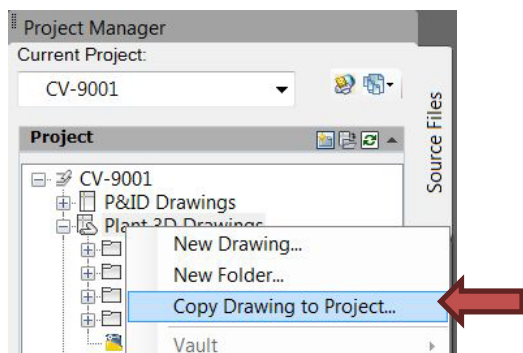 Project Manager
Current Project:
CV-9001
Source Files
Project
CV-9001
P&ID Drawings
Plant 3D Drawings
New Drawing...
New Folder...
Copy Drawing to Project...
Vault